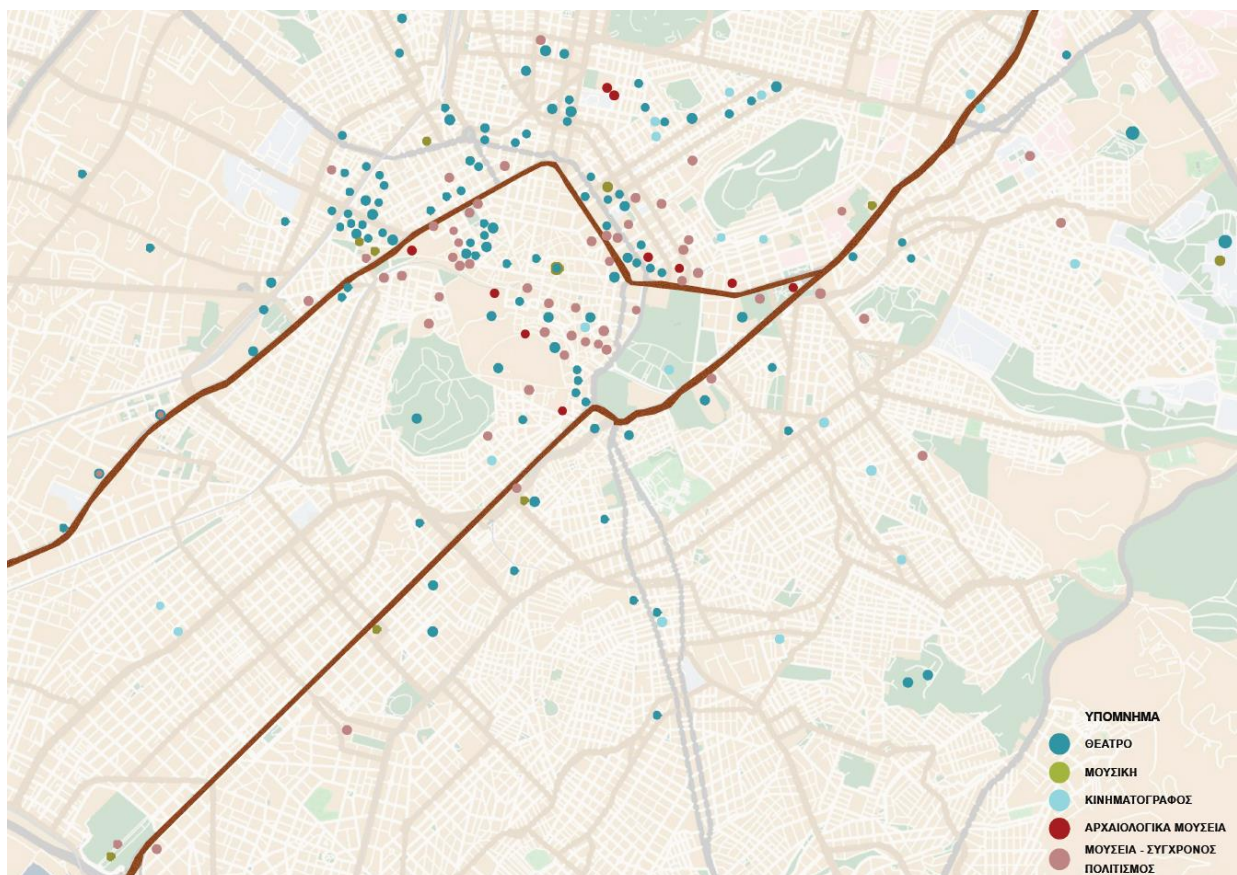 ΥΠΟΜΝΗΜΑ
ΘΕΑΤΡΟ
ΜΟΥΣΙΚΗ
ΚΙΝΗΜΑΤΟΓΡΑΦΟΣ
ΑΡΧΑΙΟΛΟΓΙΚΑ ΜΟΥΣΕΙΑ
ΜΟΥΣΕΙΑ - ΣΥΓΧΡΟΝΟΣ
ΠΟΛΙΤΙΣΜΟΣ